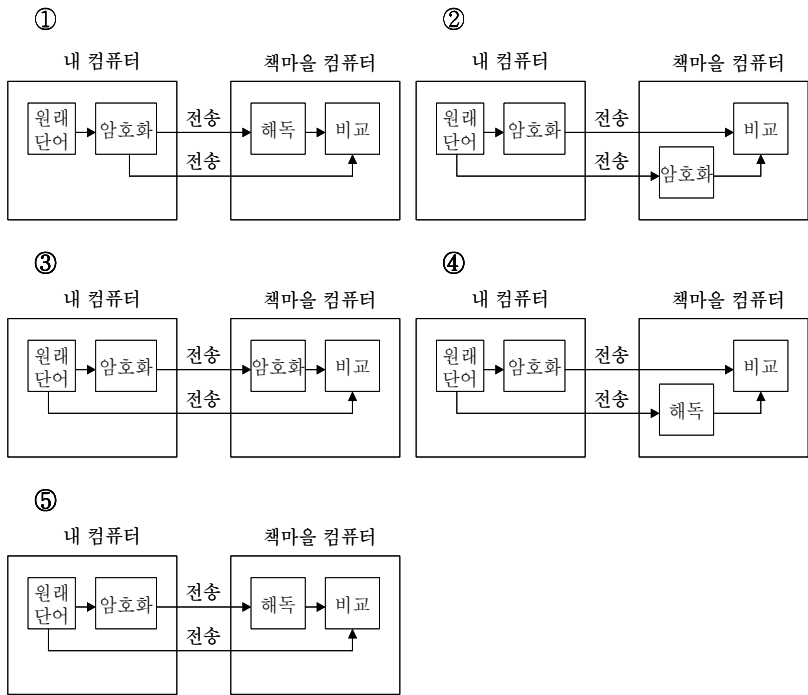 ① ②
내 컴퓨터 책마을 컴퓨터 내 컴퓨터 책마을 컴퓨터
원래 단어 암호화 전송 해독 비교 원래 단어 암호화 전송 비교
전송 전송 암호화
③ ④
내 컴퓨터 책마을 컴퓨터 내 컴퓨터 책마을 컴퓨터
원래 단어 암호화 전송 암호화 비교 원래 단어 암호화 전송 비교
전송 전송 해독
⑤
내 컴퓨터 책마을 컴퓨터
원래 단어 암호화 전송 해독 비교
전송